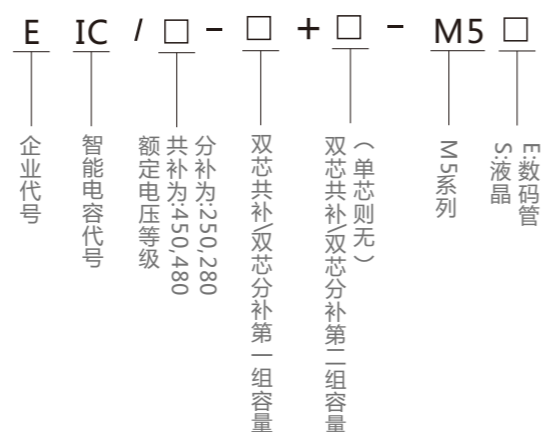 E IC / □ - □ + □ - M5 □
企业代号
智能电容代号
额定电压等级
共补为:450,480
分补为:250,280
双芯共补\双芯分补第一组容量
双芯共补\双芯分补第二组容量
(单芯则无)
M5系列
S:液晶
E:数码管